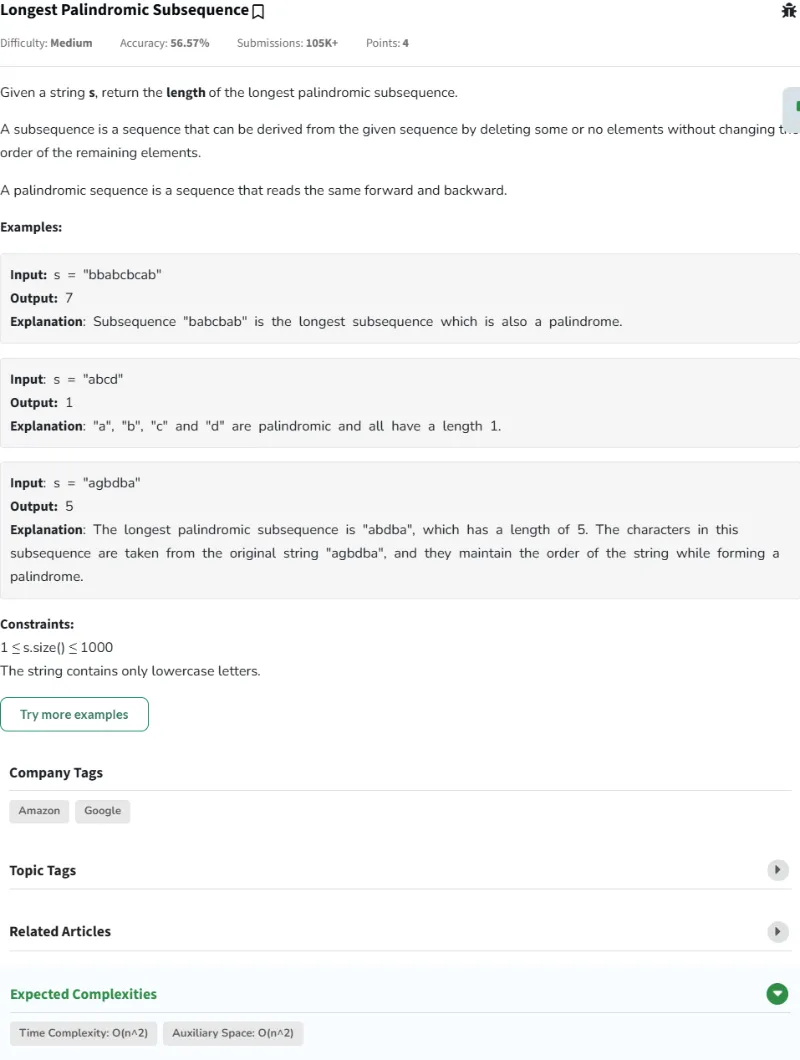 Longest Palindromic Subsequence
Difficulty: Medium Accuracy: 56.57% Submissions: 105K+ Points: 4
Given a string s, return the length of the longest palindromic subsequence.
A subsequence is a sequence that can be derived from the given sequence by deleting some or no elements without changing the
order of the remaining elements.
A palindromic sequence is a sequence that reads the same forward and backward.
Examples:
Input: s = "bbabcbcab"
Output: 7
Explanation: Subsequence "babcbab" is the longest subsequence which is also a palindrome.
Input: s = "abcd"
Output: 1
Explanation: "a", "b", "c" and "d" are palindromic and all have a length 1.
Input: s = "agbdba"
Output: 5
Explanation: The longest palindromic subsequence is "abdba", which has a length of 5. The characters in this
subsequence are taken from the original string "agbdba", and they maintain the order of the string while forming a
palindrome.
Constraints:
1 ≤ s.size() ≤ 1000
The string contains only lowercase letters.
Try more examples
Company Tags
Amazon Google
Topic Tags
Related Articles
Expected Complexities
Time Complexity: O(n^2) Auxiliary Space: O(n^2)